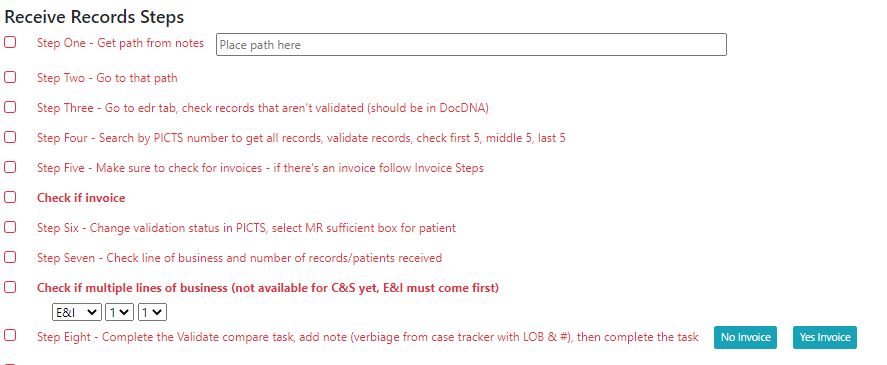 Receive Records Steps
Step One - Get path from notes Place path here
Step Two - Go to that path
Step Three - Go to edr tab, check records that aren't validated (should be in DocDNA)
Step Four - Search by PICTS number to get all records, validate records, check first 5, middle 5, last 5
Step Five - Make sure to check for invoices - if there's an invoice follow Invoice Steps
Check if invoice
Step Six - Change validation status in PICTS, select MR sufficient box for patient
Step Seven - Check line of business and number of records/patients received
Check if multiple lines of business (not available for C&S yet, E&I must come first)
E&I 1 1
Step Eight - Complete the Validate compare task, add note (verbiage from case tracker with LOB & #), then complete the task No Invoice Yes Invoice